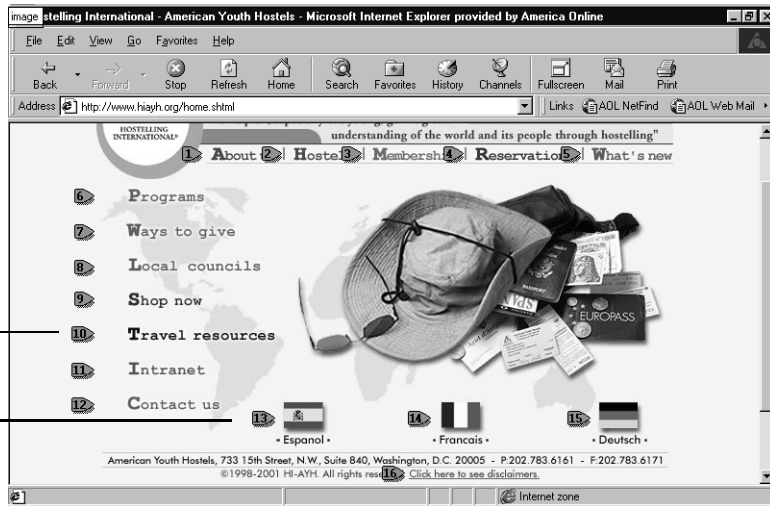 image stelling International - American Youth Hostels - Microsoft Internet Explorer provided by America Online
File Edit View Go Favorites Help
Back Forward Stop Refresh Home Search Favorites History Channels Fullscreen Mail Print
Address http://www.hiayh.org/home.shtml Links AOL NetFind AOL Web Mail
HOSTELLING
INTERNATIONAL®
understanding of the world and its people through hostelling"
1 About 2 Hostel 3 Membersh 4 Reservation 5 What's new
6 Programs
7 Ways to give
8 Local councils
9 Shop now
10 Travel resources
11 Intranet
12 Contact us
PASSPORT
EUROPASS
13 14 15
• Espanol • • Francais • • Deutsch •
American Youth Hostels, 733 15th Street, N.W., Suite 840, Washington, D.C. 20005 - P:202.783.6161 - F:202.783.6171
©1998-2001 HI-AYH. All rights rese 16 Click here to see disclaimers.
Internet zone